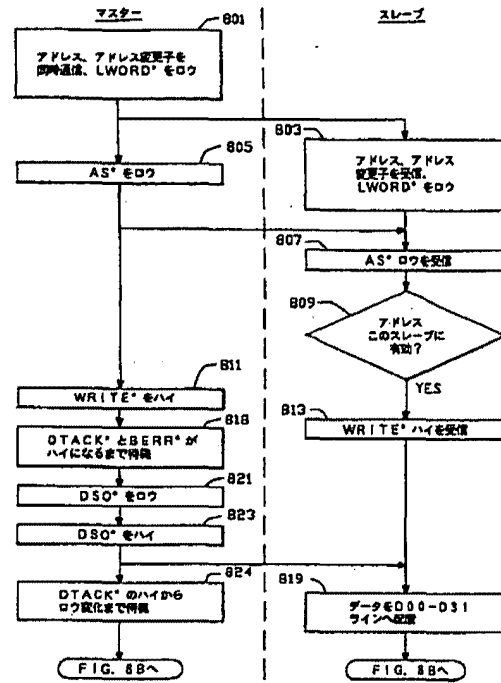 マスター
スレーブ
801
アドレス、アドレス変更子を
同時通信、LWORD*をロウ
803
アドレス、アドレス
変更子を受信、
LWORD*をロウ
805
AS*をロウ
807
AS*ロウを受信
809
アドレス
このスレーブに
有効?
YES
811
WRITE*をハイ
813
WRITE*ハイを受信
818
DTACK*とBERR*が
ハイになるまで待機
821
DSO*をロウ
823
DSO*をハイ
824
DTACK*のハイから
ロウ変化まで待機
819
データをD00-D31
ラインへ配信
FIG. 8Bへ
FIG. 8Bへ